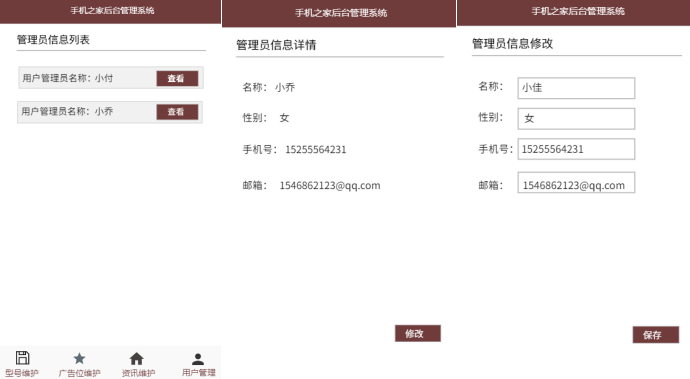 手机之家后台管理系统
管理员信息列表
用户管理员名称：小付
查看
用户管理员名称：小乔
查看
型号维护
广告位维护
资讯维护
用户管理
手机之家后台管理系统
管理员信息详情
名称： 小乔
性别： 女
手机号： 15255564231
邮箱： 1546862123@qq.com
修改
手机之家后台管理系统
管理员信息修改
名称： 小佳
性别： 女
手机号： 15255564231
邮箱： 1546862123@qq.com
保存